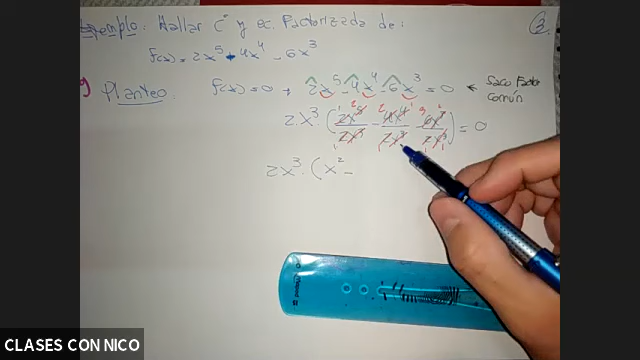 Ejemplo: Hallar C° y ec. Factorizada de:
②
f(x) = 2x⁵ - 4x⁴ - 6x³
Planteo: f(x) = 0, 2x⁵ - 4x⁴ - 6x³ = 0 ← Saco Factor común
2x³ (2x⁵/2x³ - 4x⁴/2x³ - 6x³/2x³) = 0
2x³ · (x² -
CLASES CON NICO